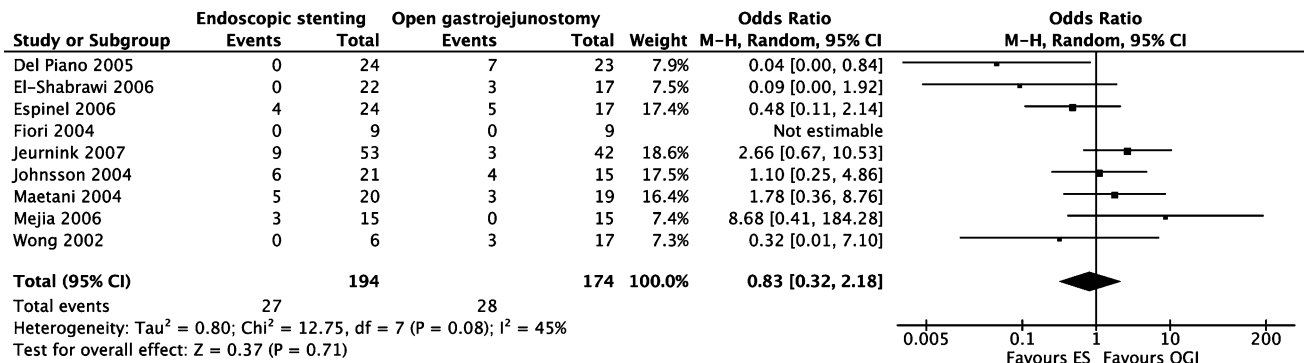 Endoscopic stenting Open gastrojejunostomy Odds Ratio Odds Ratio
Study or Subgroup Events Total Events Total Weight M-H, Random, 95% CI M-H, Random, 95% CI
Del Piano 2005 0 24 7 23 7.9% 0.04 [0.00, 0.84]
El-Shabrawi 2006 0 22 3 17 7.5% 0.09 [0.00, 1.92]
Espinel 2006 4 24 5 17 17.4% 0.48 [0.11, 2.14]
Fiori 2004 0 9 0 9 Not estimable
Jeurnink 2007 9 53 3 42 18.6% 2.66 [0.67, 10.53]
Johnsson 2004 6 21 4 15 17.5% 1.10 [0.25, 4.86]
Maetani 2004 5 20 3 19 16.4% 1.78 [0.36, 8.76]
Mejia 2006 3 15 0 15 7.4% 8.68 [0.41, 184.28]
Wong 2002 0 6 3 17 7.3% 0.32 [0.01, 7.10]
Total (95% CI) 194 174 100.0% 0.83 [0.32, 2.18]
Total events 27 28
Heterogeneity: Tau² = 0.80; Chi² = 12.75, df = 7 (P = 0.08); I² = 45%
Test for overall effect: Z = 0.37 (P = 0.71)
0.005 0.1 1 10 200
Favours ES Favours OGJ